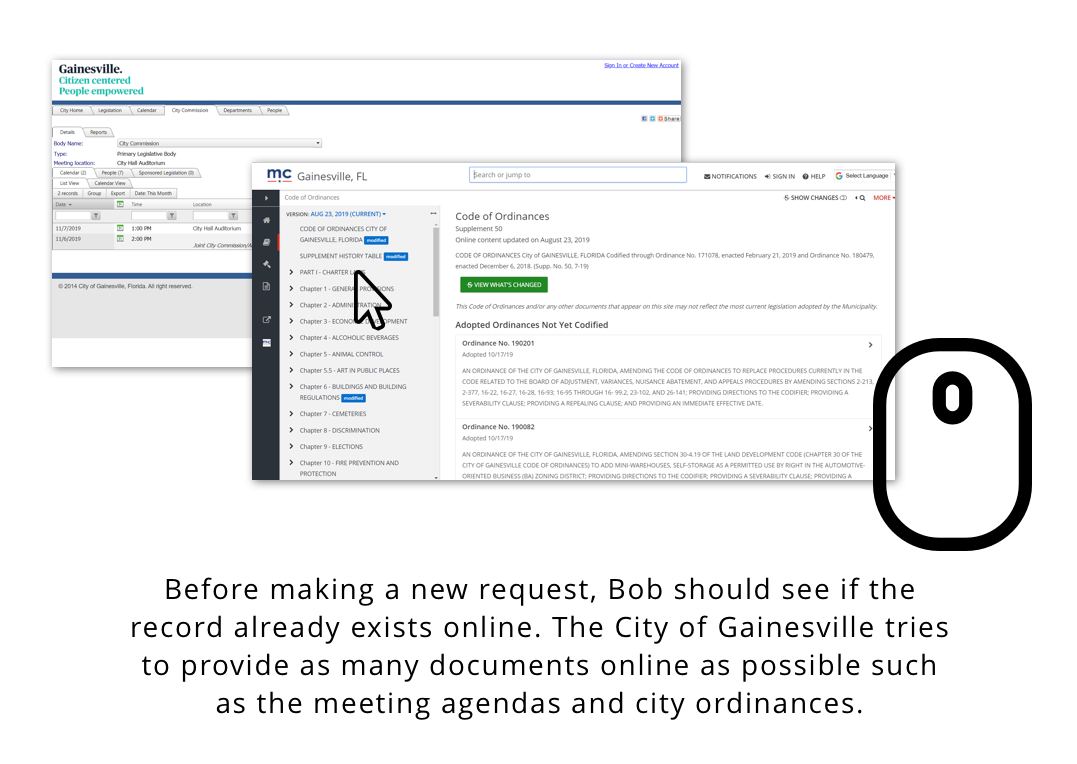 Gainesville.
Citizen centered
People empowered
Sign In or Create New Account
City Home Legislation Calendar City Commission Departments People
Share
Details Reports
Body Name: City Commission
Type: Primary Legislative Body
Meeting location: City Hall Auditorium
Calendar (2) People (7) Sponsored Legislation (0)
List View Calendar View
2 records Group Export Date: This Month
Date Time Location
11/7/2019 1:00 PM City Hall Auditorium
11/6/2019 2:00 PM
Joint City Commission/A
© 2014 City of Gainesville, Florida. All right reserved.
mc Gainesville, FL
Search or jump to
NOTIFICATIONS SIGN IN HELP Select Language
Code of Ordinances
SHOW CHANGES MORE
VERSION: AUG 23, 2019 (CURRENT)
CODE OF ORDINANCES CITY OF
GAINESVILLE, FLORIDA modified
SUPPLEMENT HISTORY TABLE modified
PART I - CHARTER LAWS
Chapter 1 - GENERAL PROVISIONS
Chapter 2 - ADMINISTRATION
Chapter 3 - ECONOMIC DEVELOPMENT
Chapter 4 - ALCOHOLIC BEVERAGES
Chapter 5 - ANIMAL CONTROL
Chapter 5.5 - ART IN PUBLIC PLACES
Chapter 6 - BUILDINGS AND BUILDING
REGULATIONS modified
Chapter 7 - CEMETERIES
Chapter 8 - DISCRIMINATION
Chapter 9 - ELECTIONS
Chapter 10 - FIRE PREVENTION AND
PROTECTION
Code of Ordinances
Supplement 50
Online content updated on August 23, 2019
CODE OF ORDINANCES City of GAINESVILLE, FLORIDA Codified through Ordinance No. 171078, enacted February 21, 2019 and Ordinance No. 180479,
enacted December 6, 2018. (Supp. No. 50, 7-19)
VIEW WHAT'S CHANGED
This Code of Ordinances and/or any other documents that appear on this site may not reflect the most current legislation adopted by the Municipality.
Adopted Ordinances Not Yet Codified
Ordinance No. 190201
Adopted 10/17/19
AN ORDINANCE OF THE CITY OF GAINESVILLE, FLORIDA, AMENDING THE CODE OF ORDINANCES TO REPLACE PROCEDURES CURRENTLY IN THE
CODE RELATED TO THE BOARD OF ADJUSTMENT, VARIANCES, NUISANCE ABATEMENT, AND APPEALS PROCEDURES BY AMENDING SECTIONS 2-213,
2-377, 16-22, 16-27, 16-28, 16-93; 16-95 THROUGH 16- 99.2, 23-102, AND 26-141; PROVIDING DIRECTIONS TO THE CODIFIER; PROVIDING A
SEVERABILITY CLAUSE; PROVIDING A REPEALING CLAUSE; AND PROVIDING AN IMMEDIATE EFFECTIVE DATE.
Ordinance No. 190082
Adopted 10/17/19
AN ORDINANCE OF THE CITY OF GAINESVILLE, FLORIDA, AMENDING SECTION 30-4.19 OF THE LAND DEVELOPMENT CODE (CHAPTER 30 OF THE
CITY OF GAINESVILLE CODE OF ORDINANCES) TO ADD MINI-WAREHOUSES, SELF-STORAGE AS A PERMITTED USE BY RIGHT IN THE AUTOMOTIVE-
ORIENTED BUSINESS (BA) ZONING DISTRICT; PROVIDING DIRECTIONS TO THE CODIFIER; PROVIDING A SEVERABILITY CLAUSE; PROVIDING A
Before making a new request, Bob should see if the
record already exists online. The City of Gainesville tries
to provide as many documents online as possible such
as the meeting agendas and city ordinances.